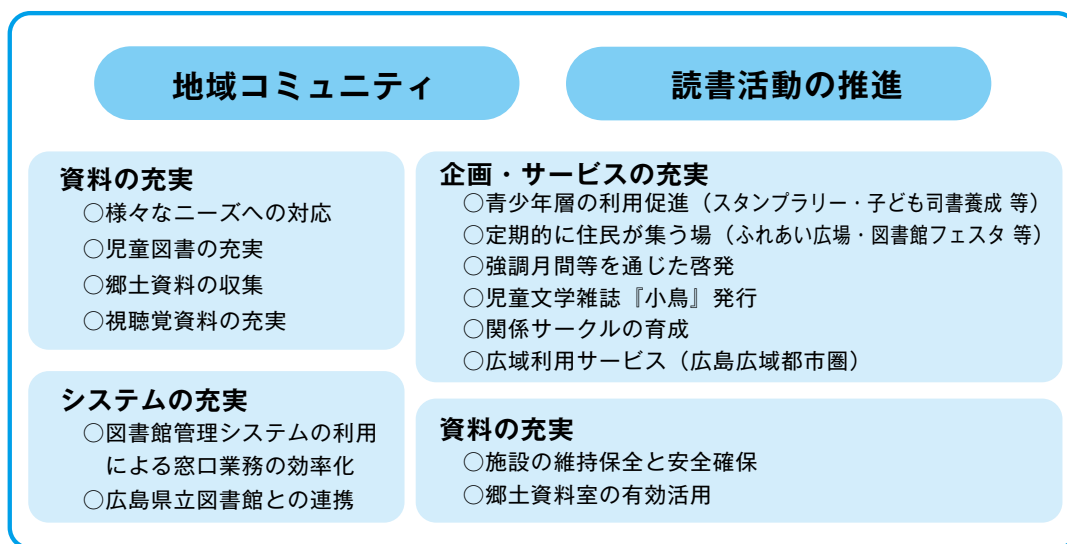 地域コミュニティ
読書活動の推進
資料の充実
○様々なニーズへの対応
○児童図書の充実
○郷土資料の収集
○視聴覚資料の充実
システムの充実
○図書館管理システムの利用
による窓口業務の効率化
○広島県立図書館との連携
企画・サービスの充実
○青少年層の利用促進（スタンプラリー・子ども司書養成 等）
○定期的に住民が集う場（ふれあい広場・図書館フェスタ 等）
○強調月間等を通じた啓発
○児童文学雑誌『小鳥』発行
○関係サークルの育成
○広域利用サービス（広島広域都市圏）
資料の充実
○施設の維持保全と安全確保
○郷土資料室の有効活用